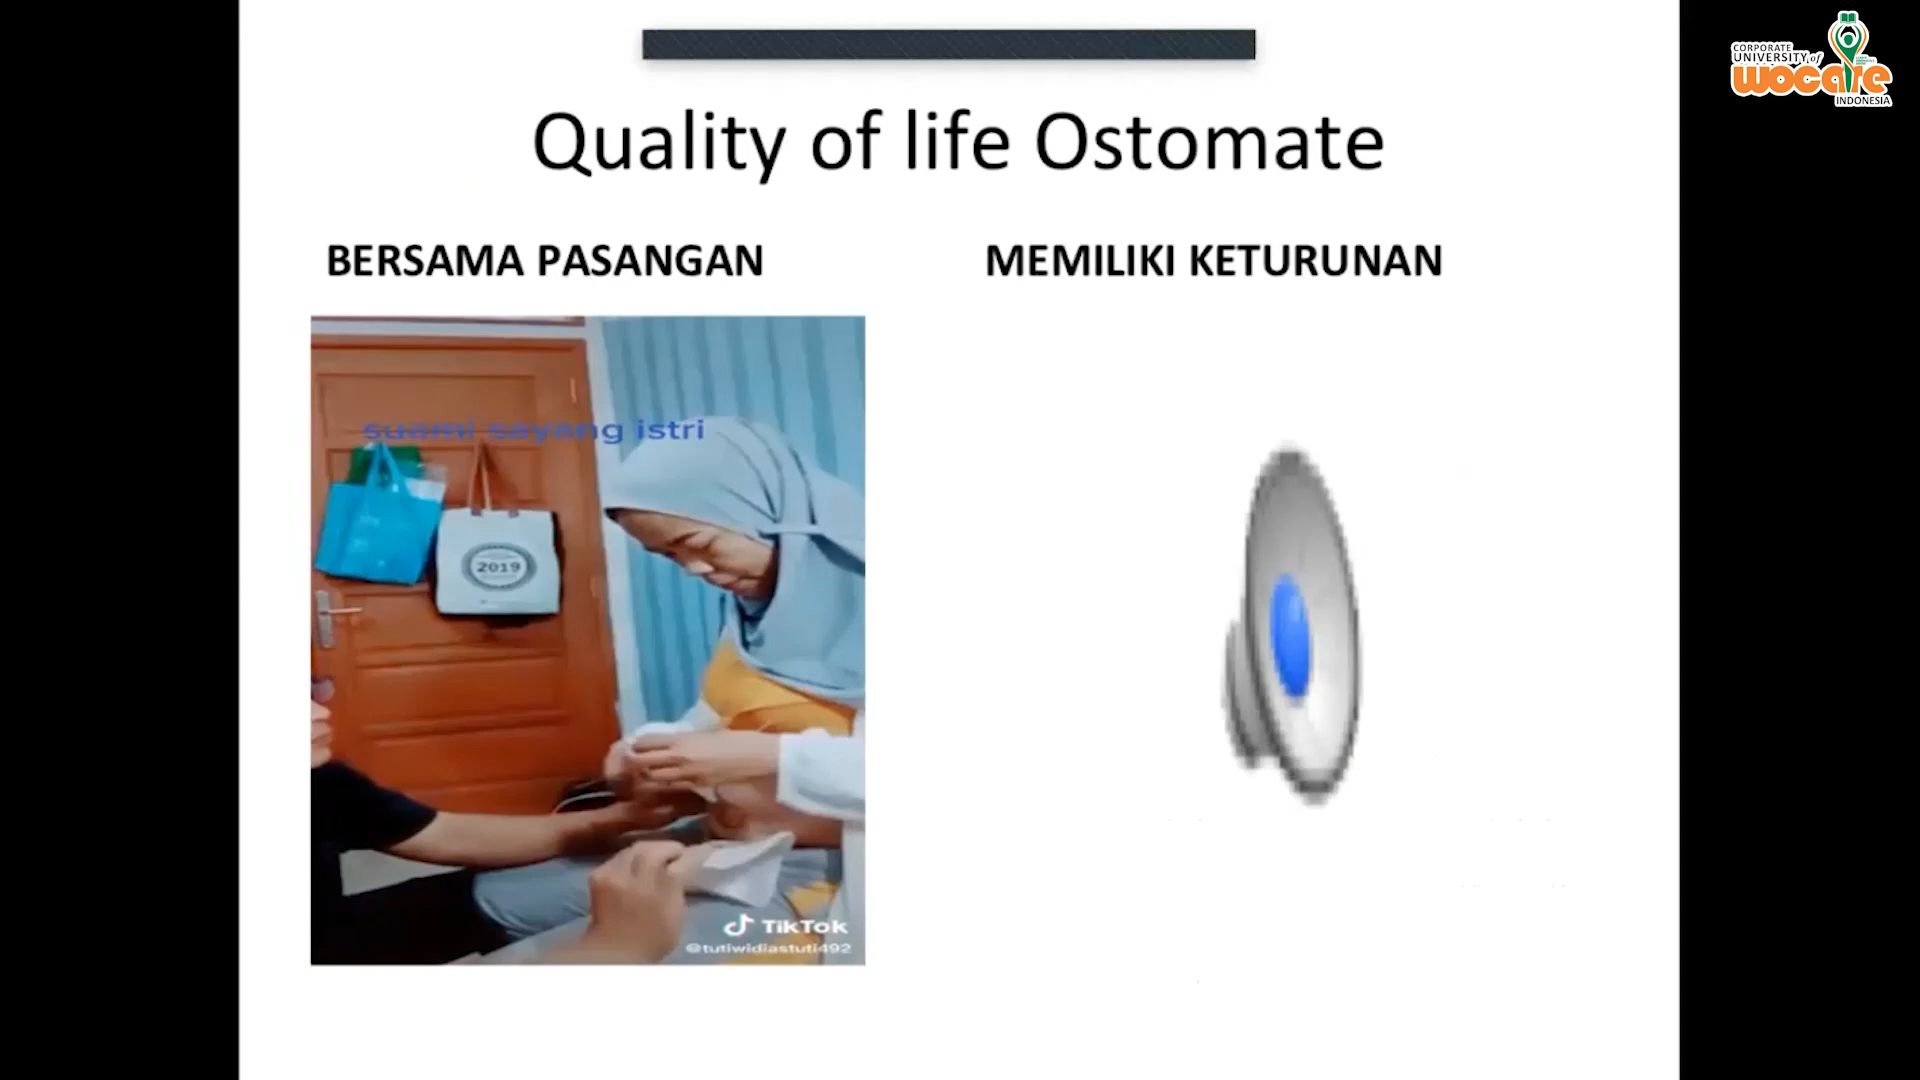 CORPORATE
UNIVERSITY of
wocare
INDONESIA
Quality of life Ostomate
BERSAMA PASANGAN
MEMILIKI KETURUNAN
suami sayang istri
2019
TikTok
@tutiwidiastuti492